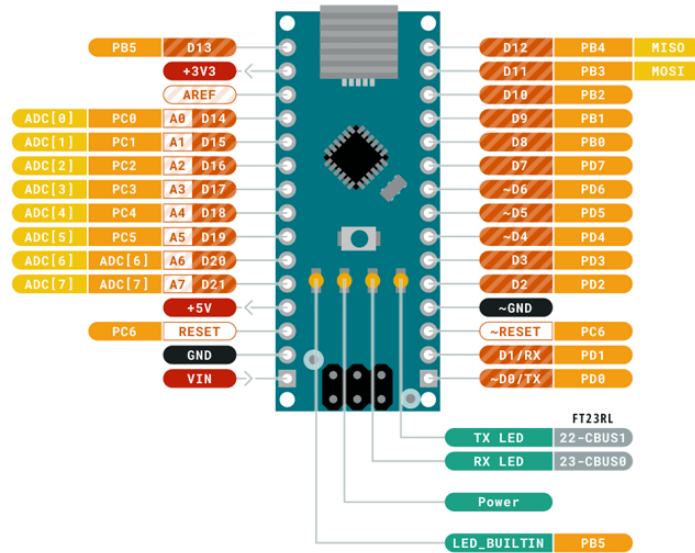 PB5 D13 D12 PB4 MISO
+3V3 D11 PB3 MOSI
AREF D10 PB2
ADC[0] PC0 A0 D14 D9 PB1
ADC[1] PC1 A1 D15 D8 PB0
ADC[2] PC2 A2 D16 D7 PD7
ADC[3] PC3 A3 D17 ~D6 PD6
ADC[4] PC4 A4 D18 ~D5 PD5
ADC[5] PC5 A5 D19 ~D4 PD4
ADC[6] ADC[6] A6 D20 D3 PD3
ADC[7] ADC[7] A7 D21 D2 PD2
+5V ~GND
PC6 RESET ~RESET PC6
GND D1/RX PD1
VIN ~D0/TX PD0
FT23RL
TX LED 22-CBUS1
RX LED 23-CBUS0
Power
LED_BUILTIN PB5